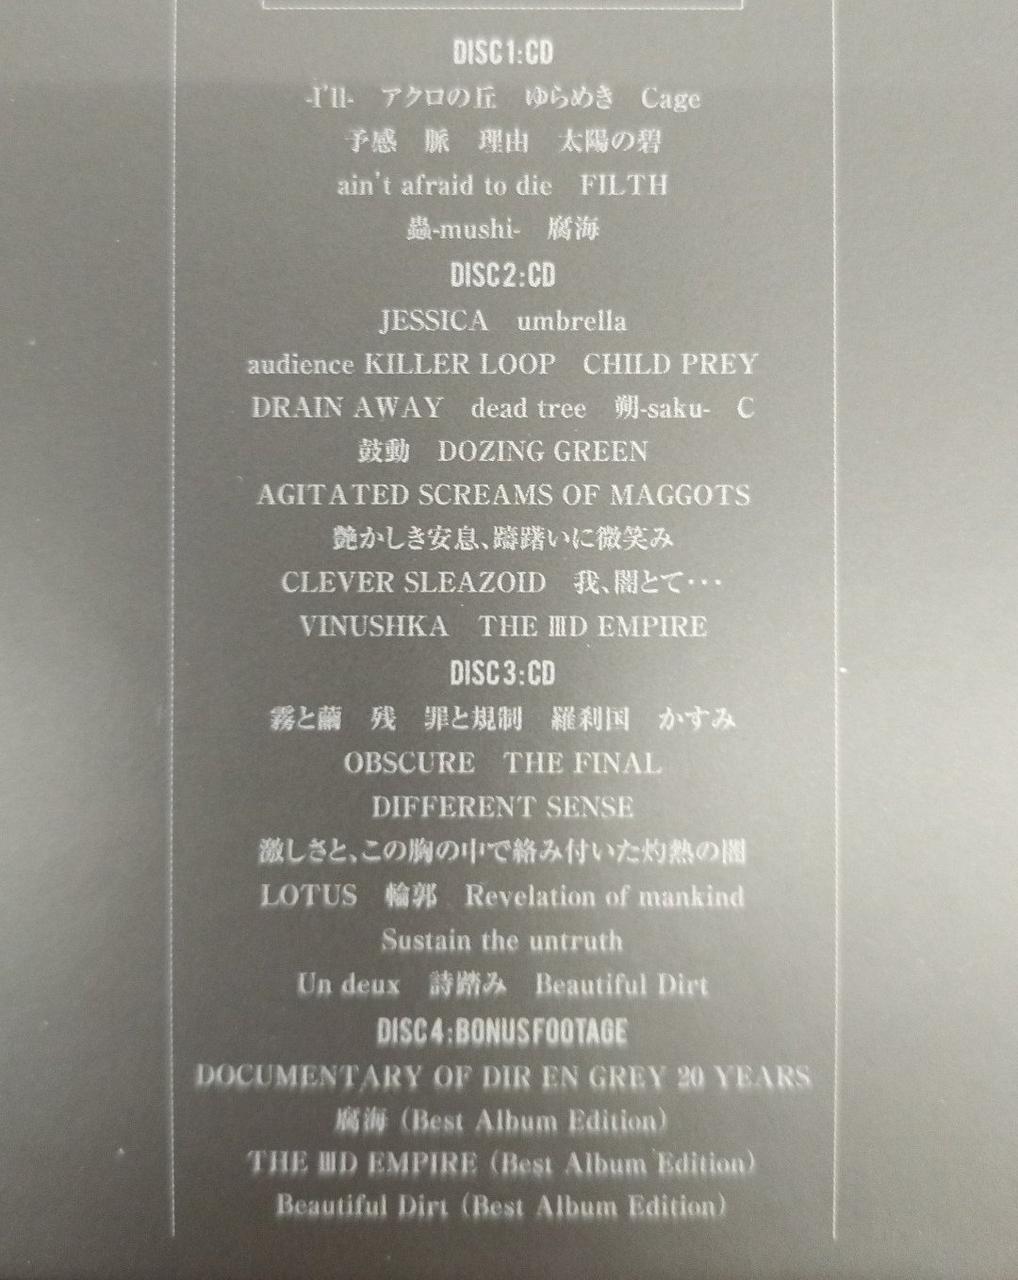 DISC1:CD
-I'll-　アクロの丘　ゆらめき　Cage
予感　脈　理由　太陽の碧
ain't afraid to die　FILTH
蟲-mushi-　腐海
DISC2:CD
JESSICA　umbrella
audience KILLER LOOP　CHILD PREY
DRAIN AWAY　dead tree　朔-saku-　C
鼓動　DOZING GREEN
AGITATED SCREAMS OF MAGGOTS
艶かしき安息、躊躇いに微笑み
CLEVER SLEAZOID　我、闇とて・・・
VINUSHKA　THE ⅢD EMPIRE
DISC3:CD
霧と繭　残　罪と規制　羅刹国　かすみ
OBSCURE　THE FINAL
DIFFERENT SENSE
激しさと、この胸の中で絡み付いた灼熱の闇
LOTUS　輪郭　Revelation of mankind
Sustain the untruth
Un deux　詩踏み　Beautiful Dirt
DISC4:BONUS FOOTAGE
DOCUMENTARY OF DIR EN GREY 20 YEARS
腐海 (Best Album Edition)
THE ⅢD EMPIRE (Best Album Edition)
Beautiful Dirt (Best Album Edition)